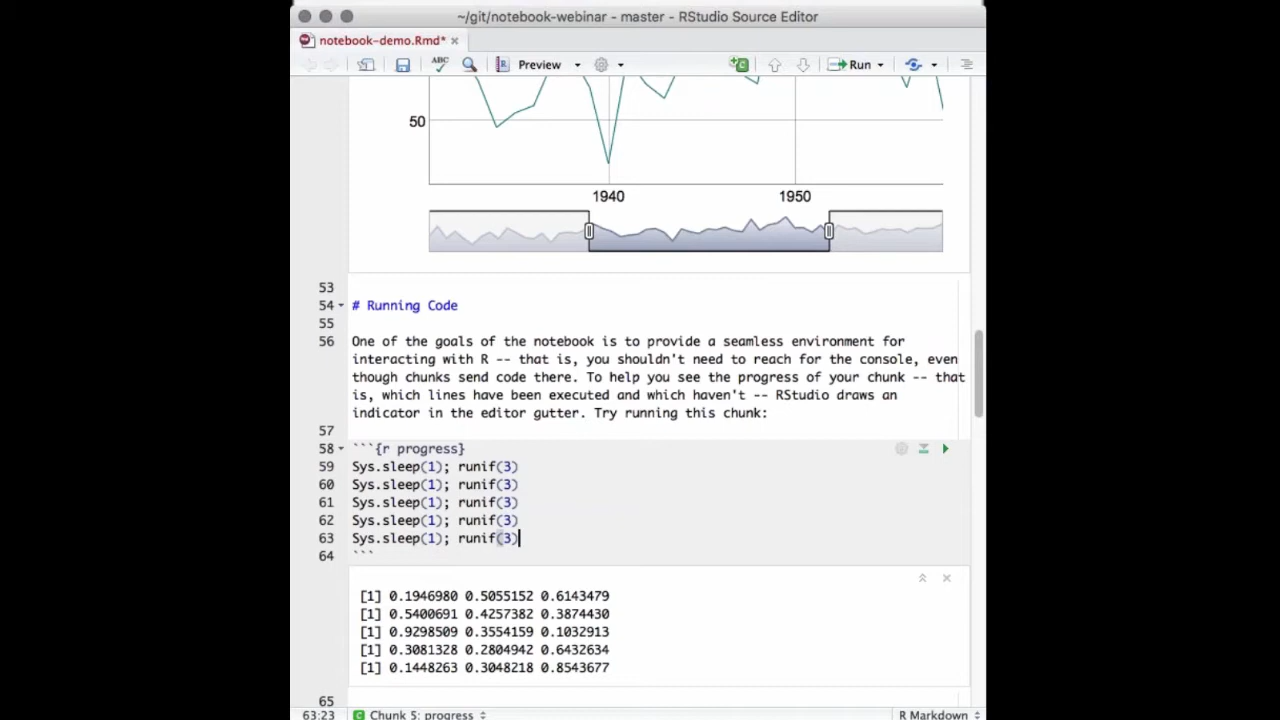 ~/git/notebook-webinar - master - RStudio Source Editor
notebook-demo.Rmd*
ABC Preview Run
50
1940 1950
53
54 # Running Code
55
56 One of the goals of the notebook is to provide a seamless environment for
interacting with R -- that is, you shouldn't need to reach for the console, even
though chunks send code there. To help you see the progress of your chunk -- that
is, which lines have been executed and which haven't -- RStudio draws an
indicator in the editor gutter. Try running this chunk:
57
58 ```{r progress}
59 Sys.sleep(1); runif(3)
60 Sys.sleep(1); runif(3)
61 Sys.sleep(1); runif(3)
62 Sys.sleep(1); runif(3)
63 Sys.sleep(1); runif(3)
64 ```
[1] 0.1946980 0.5055152 0.6143479
[1] 0.5400691 0.4257382 0.3874430
[1] 0.9298509 0.3554159 0.1032913
[1] 0.3081328 0.2804942 0.6432634
[1] 0.1448263 0.3048218 0.8543677
65
63:23 C Chunk 5: progress R Markdown